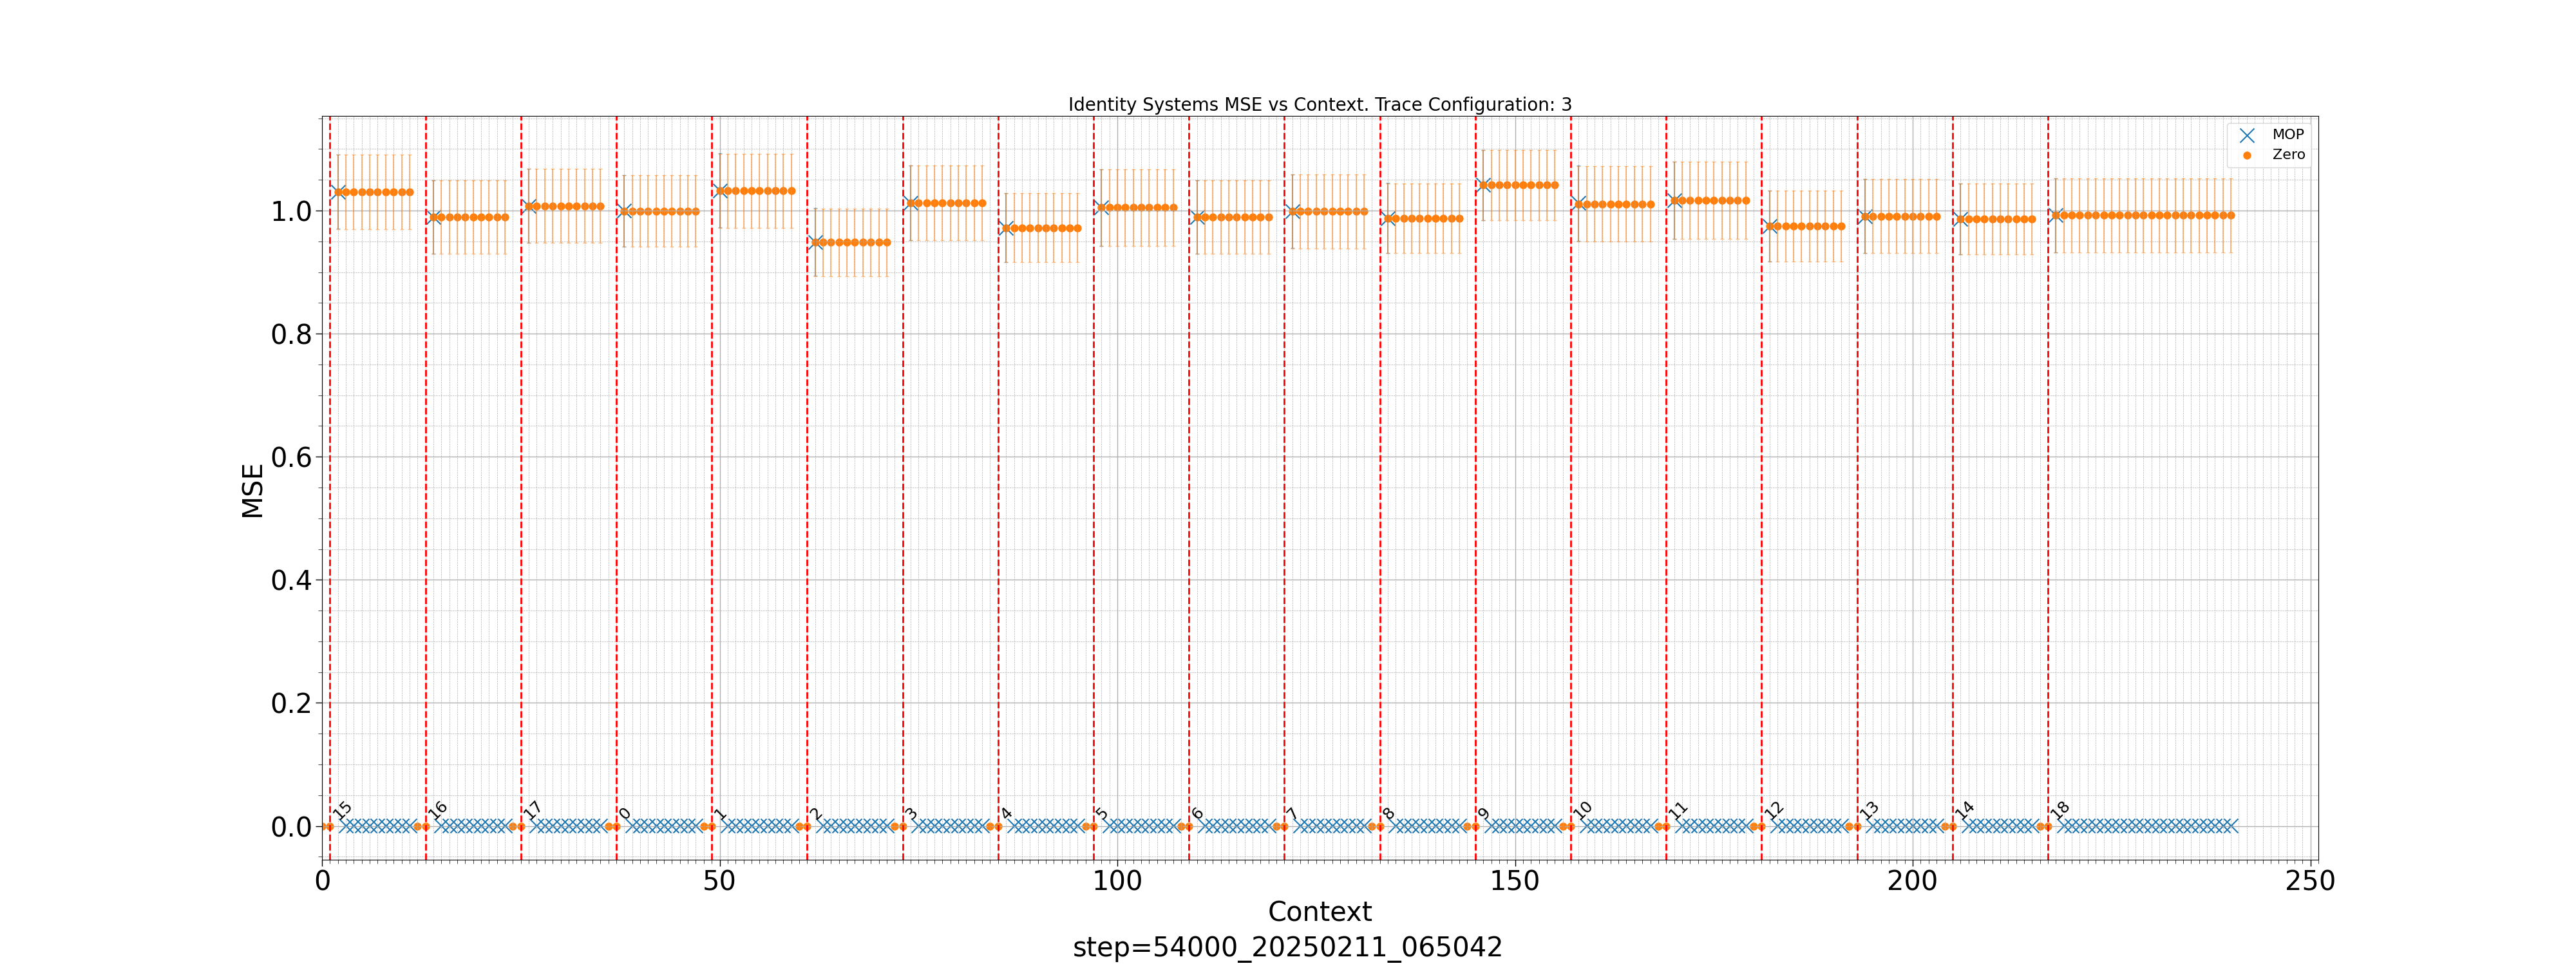 Identity Systems MSE vs Context. Trace Configuration: 3
MOP
Zero
1.0
0.8
0.6
0.4
0.2
0.0
MSE
15 16 17 0 1 2 3 4 5 6 7 8 9 10 11 12 13 14 18
0 50 100 150 200 250
Context
step=54000_20250211_065042